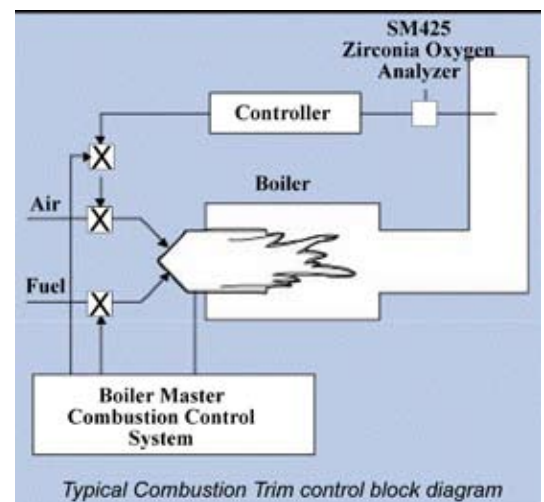 SM425
Zirconia Oxygen
Analyzer
Controller
X
Boiler
Air
X
Fuel
X
Boiler Master
Combustion Control
System
Typical Combustion Trim control block diagram